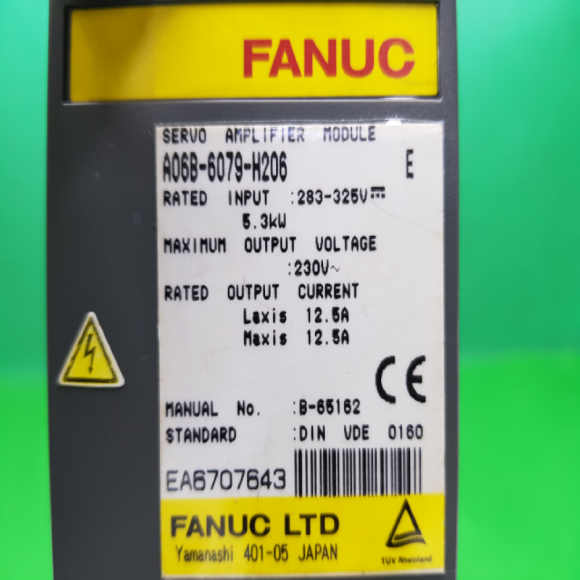 FANUC
SERVO AMPLIFIER MODULE
A06B-6079-H206 E
RATED INPUT :283-325V⎓
5.3kW
MAXIMUM OUTPUT VOLTAGE
:230V~
RATED OUTPUT CURRENT
Laxis 12.5A
Maxis 12.5A
CE
MANUAL No. :B-65162
STANDARD :DIN VDE 0160
EA6707643
FANUC LTD
Yamanashi 401-05 JAPAN
TÜV Rheinland